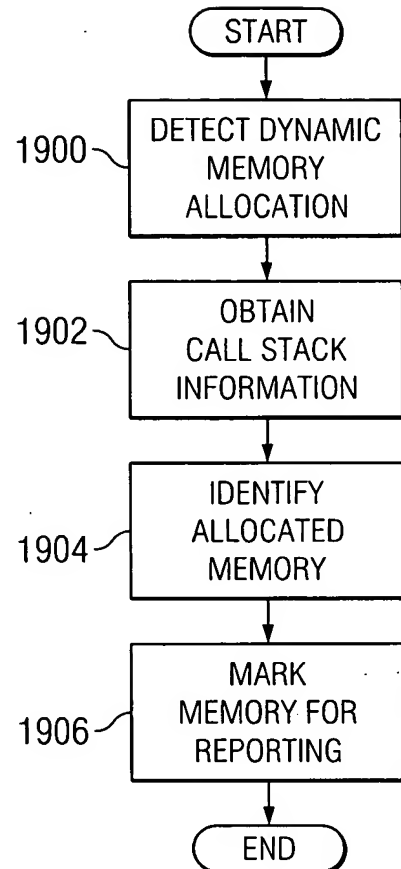 START
1900
DETECT DYNAMIC
MEMORY
ALLOCATION
1902
OBTAIN
CALL STACK
INFORMATION
1904
IDENTIFY
ALLOCATED
MEMORY
1906
MARK
MEMORY FOR
REPORTING
END